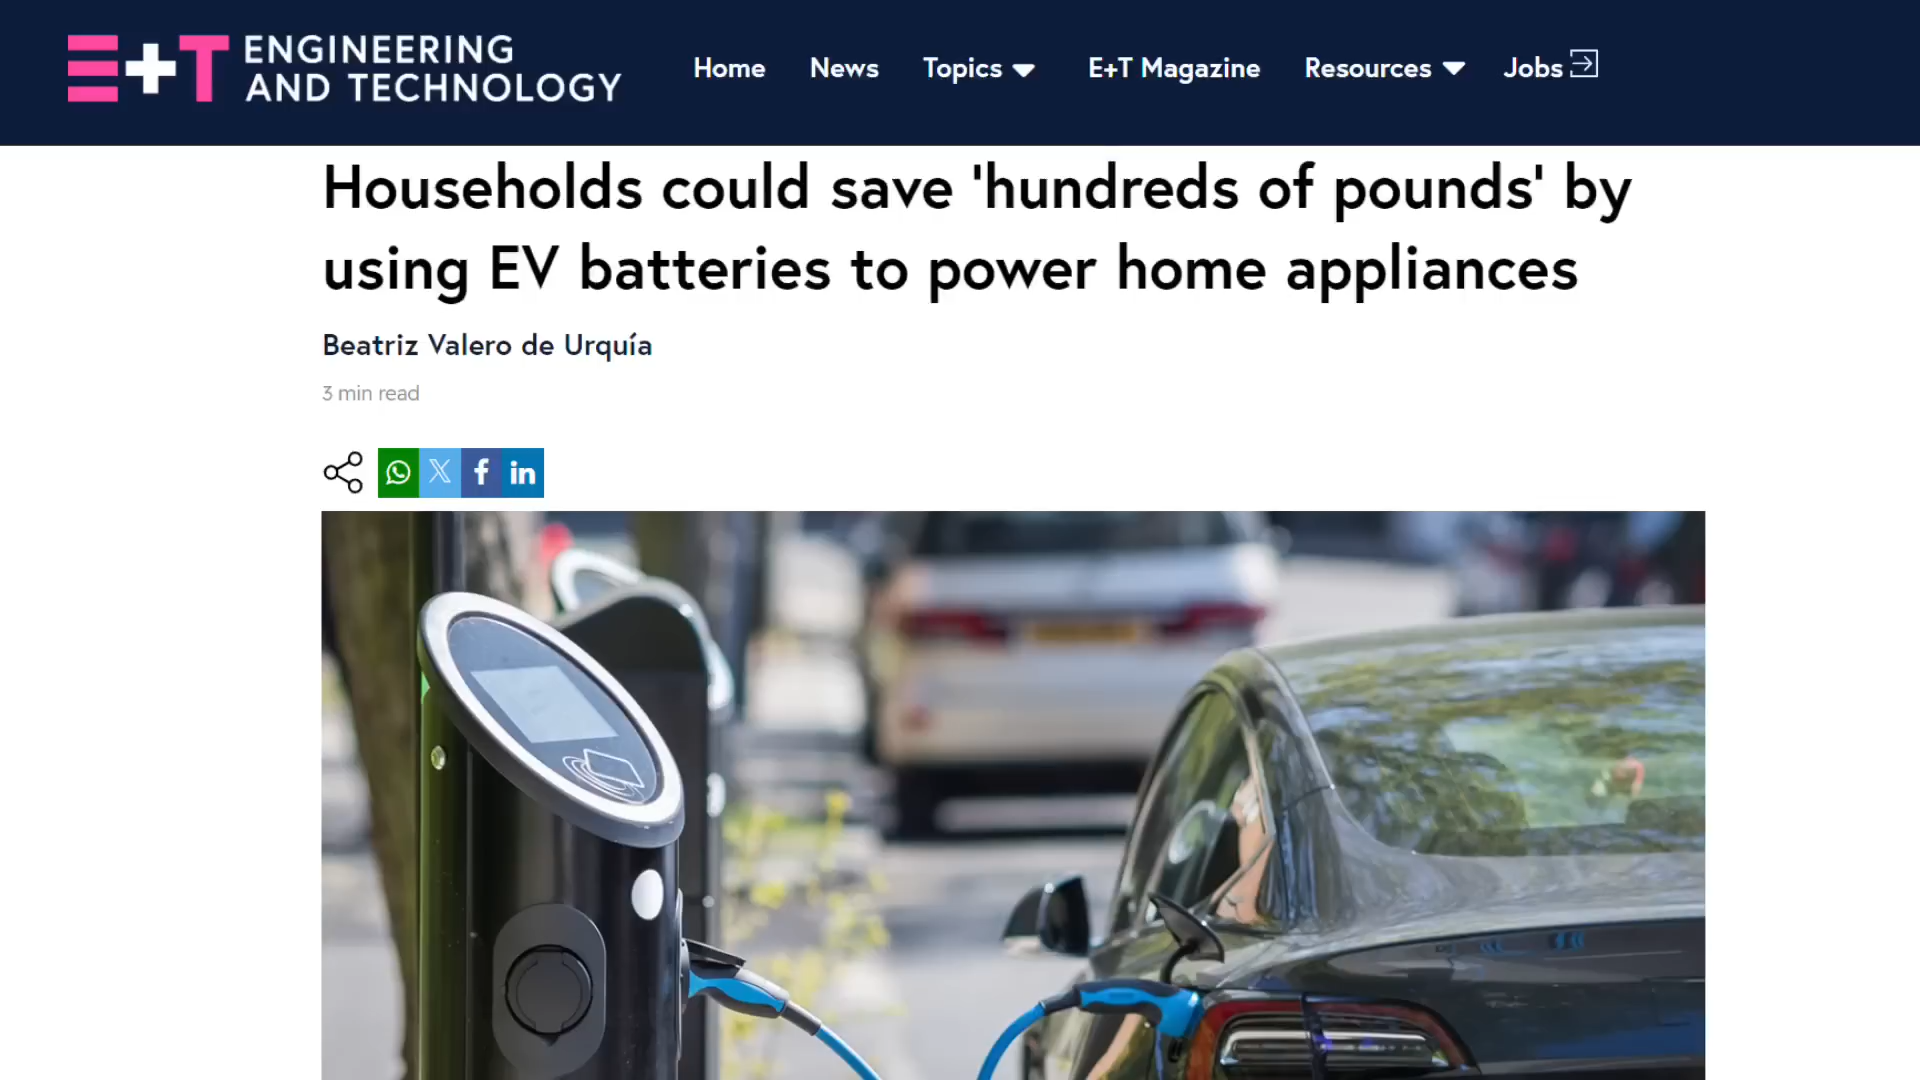 E+T ENGINEERING
AND TECHNOLOGY
Home News Topics E+T Magazine Resources Jobs
Households could save 'hundreds of pounds' by
using EV batteries to power home appliances
Beatriz Valero de Urquía
3 min read